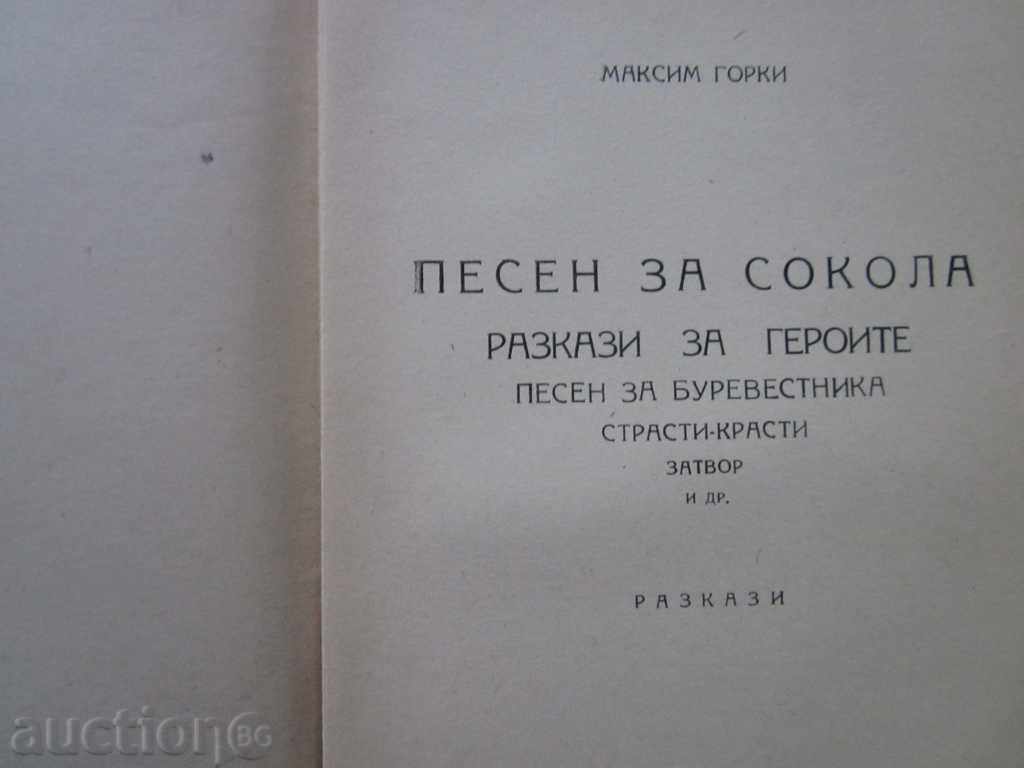 МАКСИМ ГОРКИ
ПЕСЕН ЗА СОКОЛА
РАЗКАЗИ ЗА ГЕРОИТЕ
ПЕСЕН ЗА БУРЕВЕСТНИКА
СТРАСТИ-КРАСТИ
ЗАТВОР
И ДР.
РАЗКАЗИ
auction BG